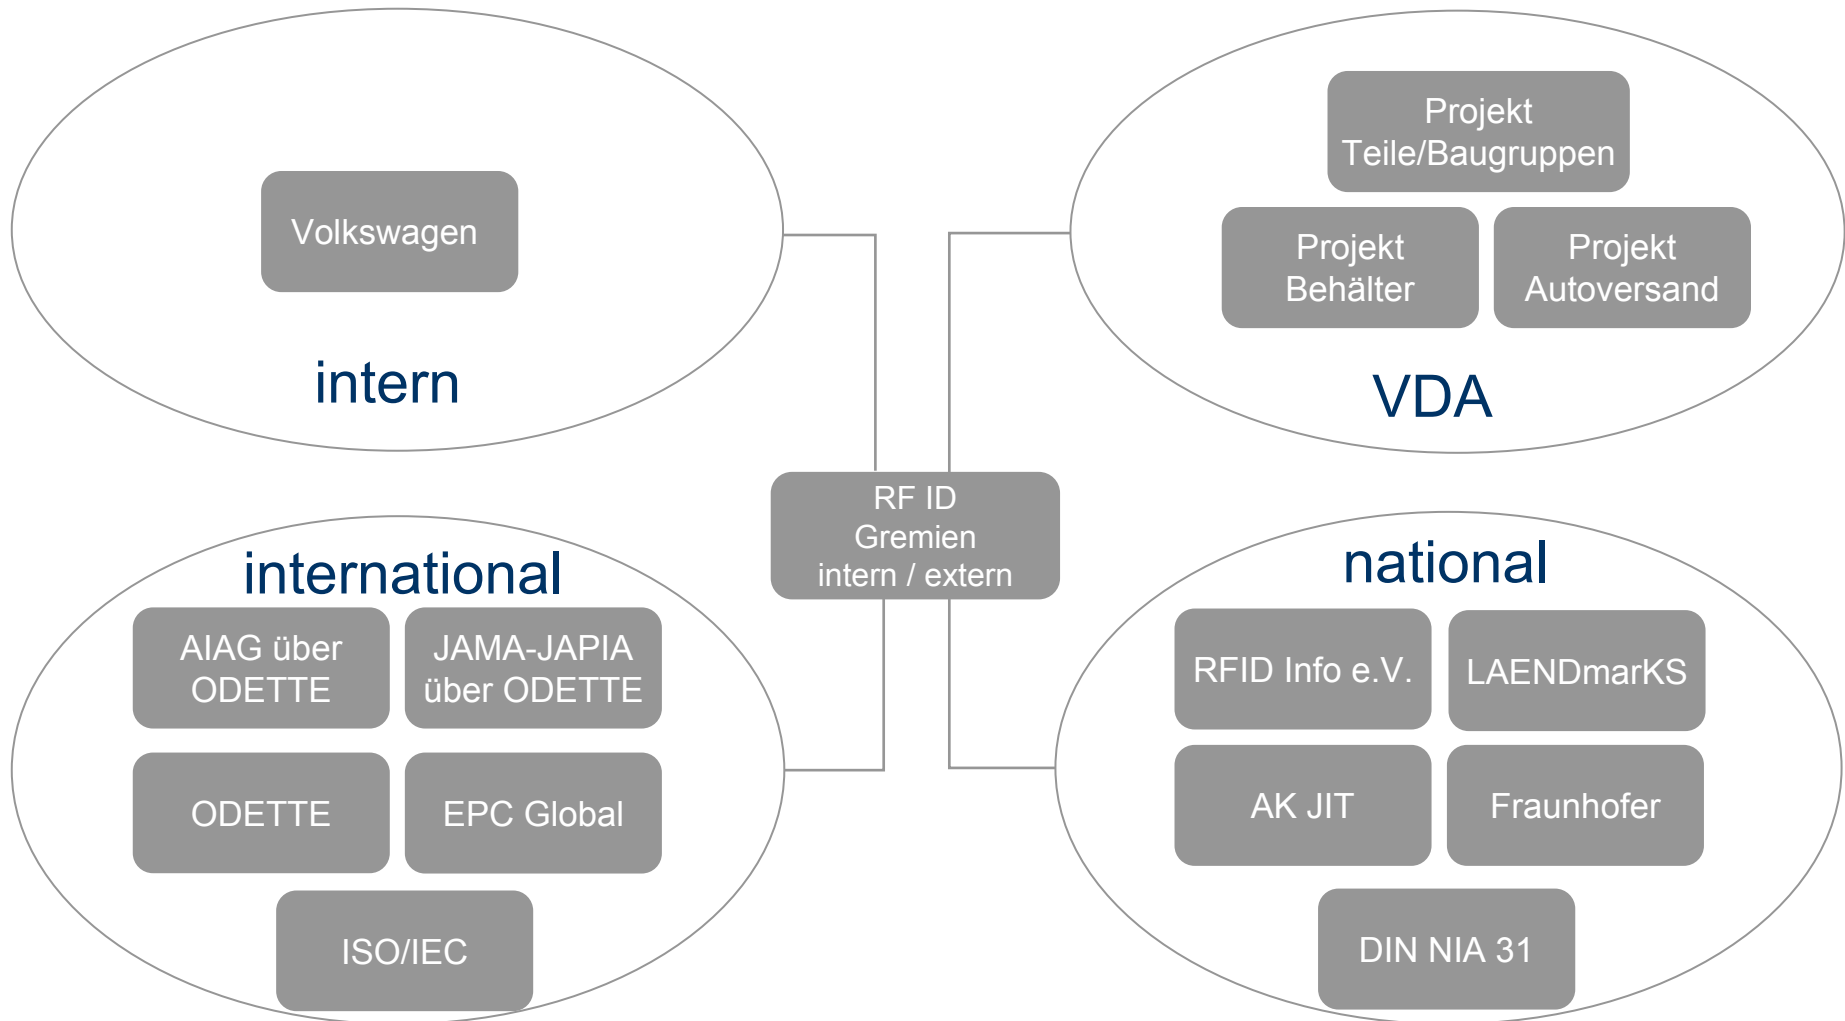 Volkswagen
intern
Projekt
Teile/Baugruppen
Projekt
Behälter
Projekt
Autoversand
VDA
RF ID
Gremien
intern / extern
international
AIAG über
ODETTE
JAMA-JAPIA
über ODETTE
ODETTE
EPC Global
ISO/IEC
national
RFID Info e.V.
LAENDmarKS
AK JIT
Fraunhofer
DIN NIA 31